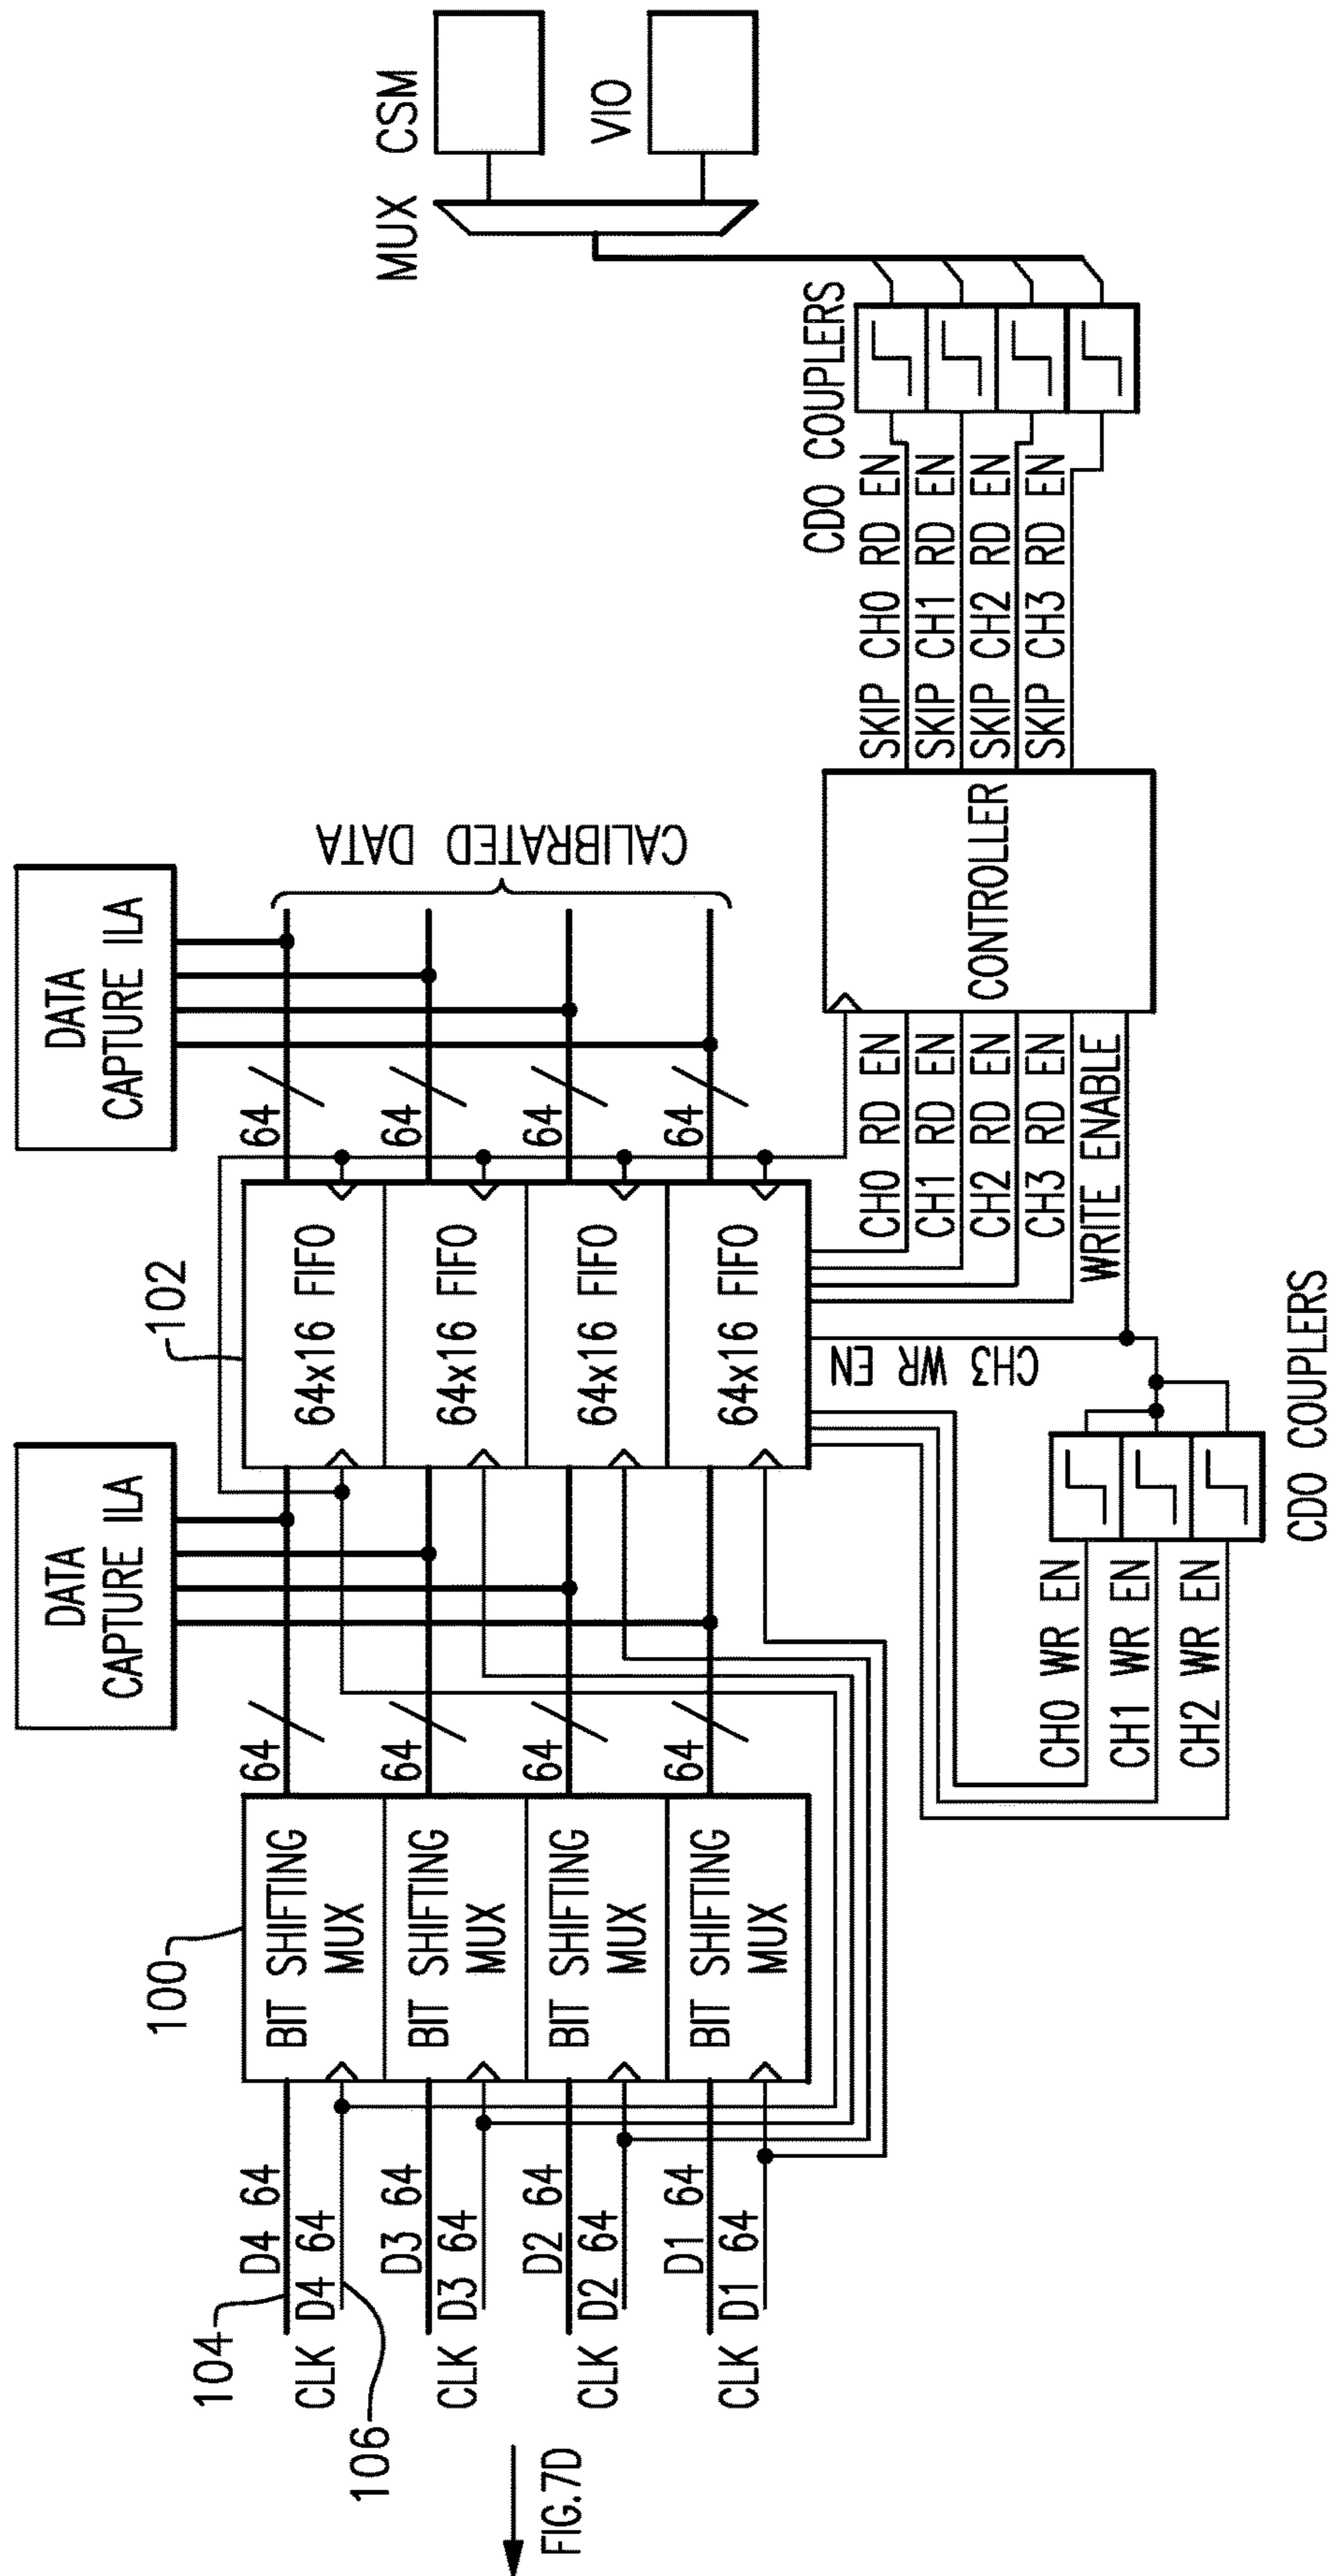 DATA
CAPTURE ILA
DATA
CAPTURE ILA
MUX
CSM
VIO
100
102
104
106
D4 64
CLK D4 64
D3 64
CLK D3 64
D2 64
CLK D2 64
D1 64
CLK D1 64
BIT SHIFTING
MUX
BIT SHIFTING
MUX
BIT SHIFTING
MUX
BIT SHIFTING
MUX
64
64
64
64
64x16 FIFO
64x16 FIFO
64x16 FIFO
64x16 FIFO
64
64
64
64
CALIBRATED DATA
CH3 WR EN
CH0 RD EN
CH1 RD EN
CH2 RD EN
CH3 RD EN
WRITE ENABLE
CONTROLLER
SKIP CH0 RD EN
SKIP CH1 RD EN
SKIP CH2 RD EN
SKIP CH3 RD EN
CDO COUPLERS
CH0 WR EN
CH1 WR EN
CH2 WR EN
CDO COUPLERS
FIG.7D